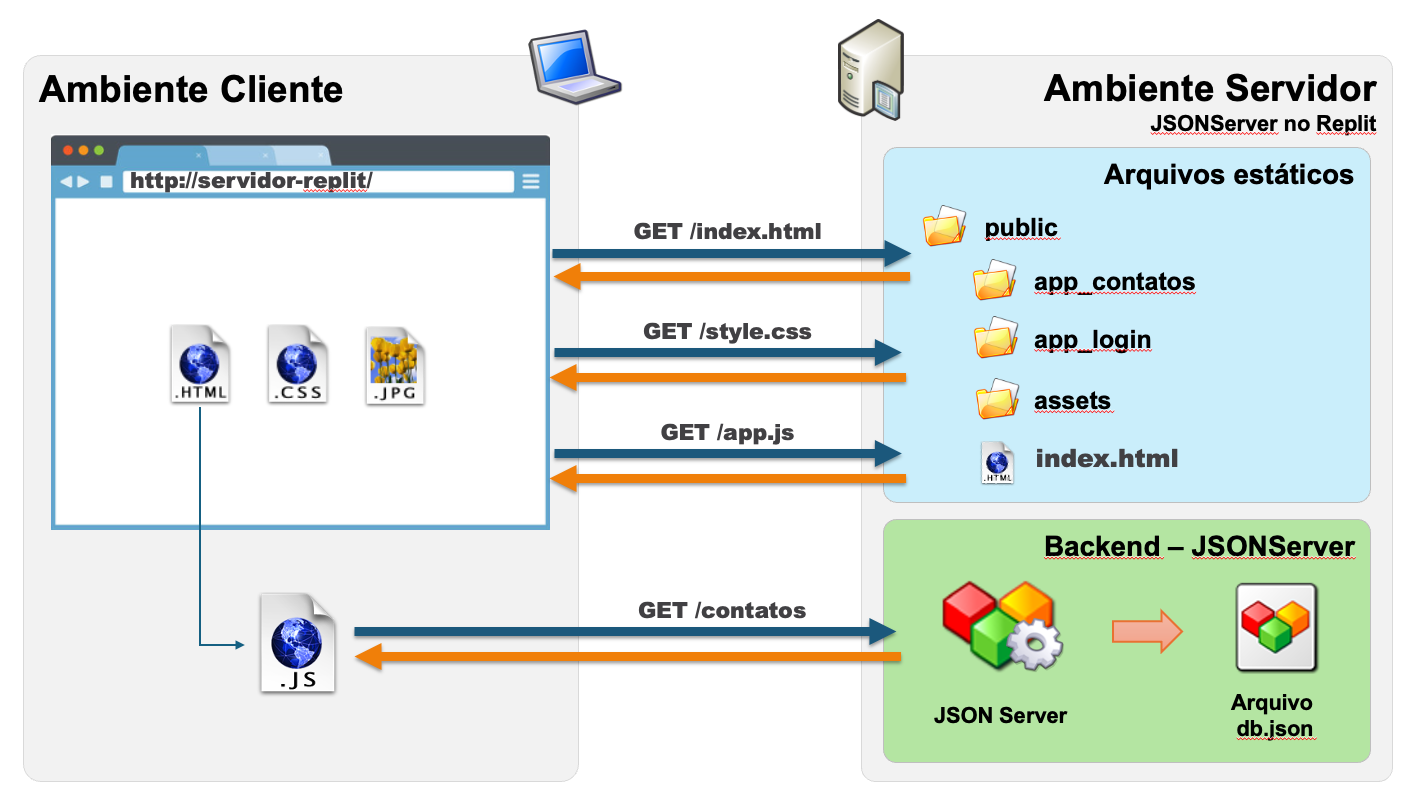 Ambiente Cliente
http://servidor-replit/
.HTML
.CSS
.JPG
.JS
GET /index.html
GET /style.css
GET /app.js
GET /contatos
Ambiente Servidor
JSONServer no Replit
Arquivos estáticos
public
app_contatos
app_login
assets
.HTML
index.html
Backend – JSONServer
JSON Server
Arquivo
db.json